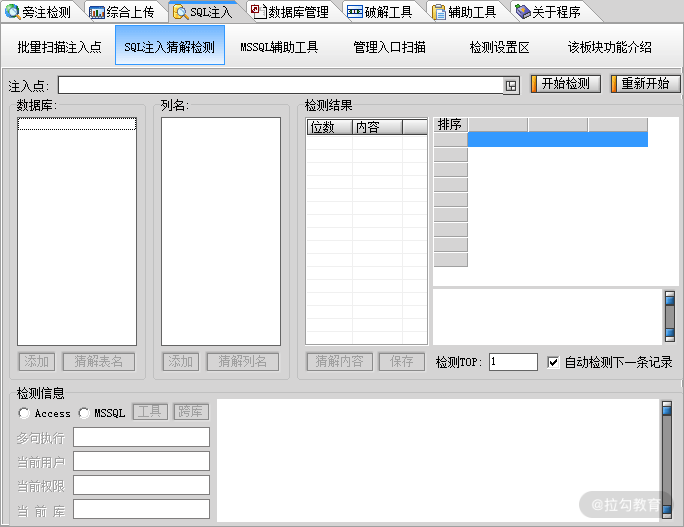 旁注检测 综合上传 SQL注入 数据库管理 破解工具 辅助工具 关于程序
批量扫描注入点 SQL注入猜解检测 MSSQL辅助工具 管理入口扫描 检测设置区 该板块功能介绍
注入点: 开始检测 重新开始
数据库: 列名: 检测结果
位数 内容 排序
添加 猜解表名 添加 猜解列名 猜解内容 保存 检测TOP: 1 自动检测下一条记录
检测信息
Access MSSQL 工具 跨库
多句执行
当前用户
当前权限
当 前 库
@拉勾教育